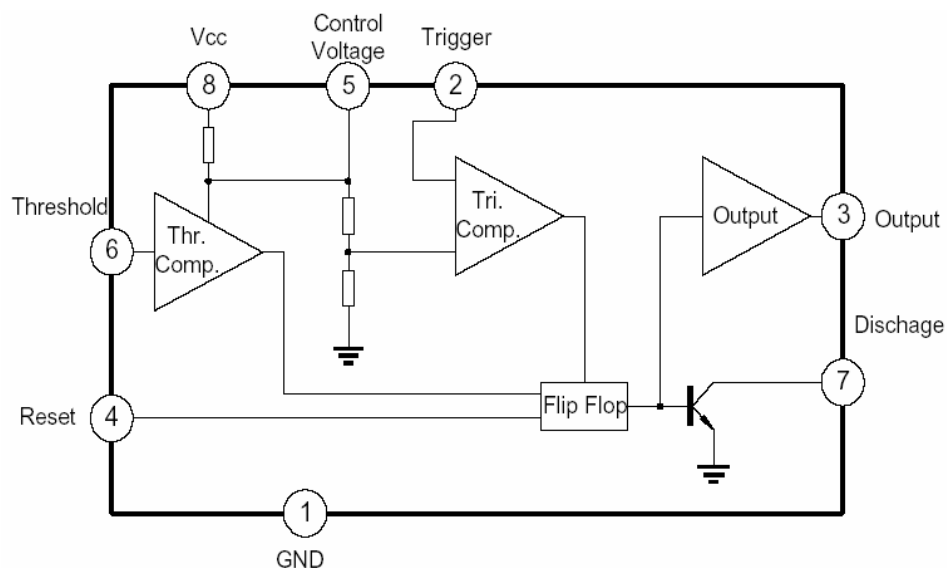 Vcc
Control
Voltage
Trigger
8
5
2
Threshold
6
Thr.
Comp.
Tri.
Comp.
Output
3
Output
Dischage
7
Reset
4
Flip Flop
1
GND